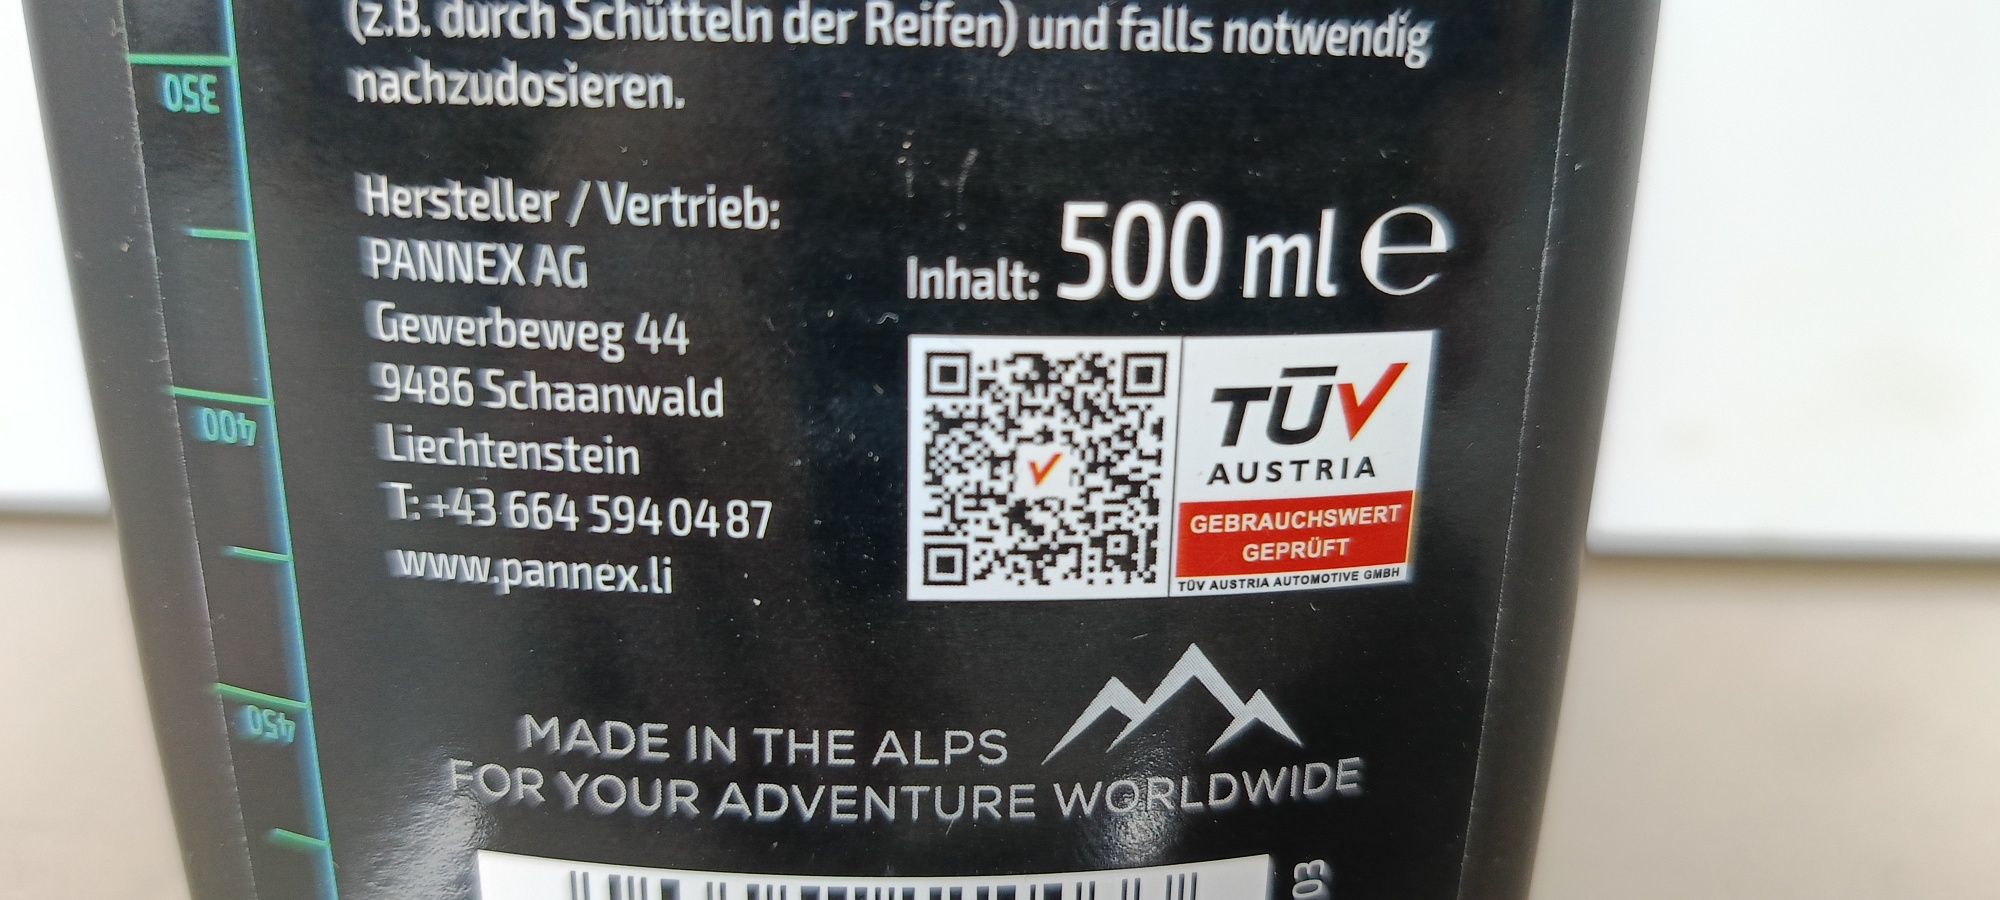 (z.B. durch Schütteln der Reifen) und falls notwendig
nachzudosieren.
Hersteller / Vertrieb:
PANNEX AG
Gewerbeweg 44
9486 Schaanwald
Liechtenstein
T: +43 664 594 04 87
www.pannex.li
Inhalt: 500 ml ℮
TÜV
AUSTRIA
GEBRAUCHSWERT
GEPRÜFT
TÜV AUSTRIA AUTOMOTIVE GMBH
MADE IN THE ALPS
FOR YOUR ADVENTURE WORLDWIDE
350
400
450
03